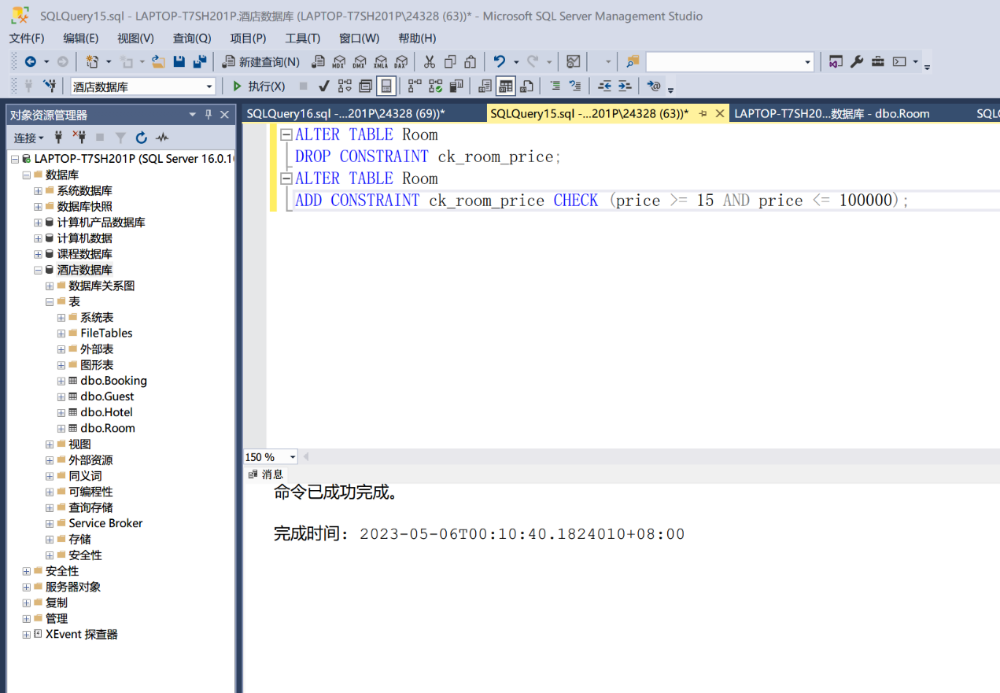 SQLQuery15.sql - LAPTOP-T7SH201P.酒店数据库 (LAPTOP-T7SH201P\24328 (63))* - Microsoft SQL Server Management Studio
文件(F) 编辑(E) 视图(V) 查询(Q) 项目(P) 工具(T) 窗口(W) 帮助(H)
新建查询(N) MDX DMX XMLA DAX
酒店数据库 执行(X)
对象资源管理器
SQLQuery16.sql -...201P\24328 (69))* SQLQuery15.sql -...201P\24328 (63))* LAPTOP-T7SH20...数据库 - dbo.Room
连接
LAPTOP-T7SH201P (SQL Server 16.0.1
数据库
系统数据库
数据库快照
计算机产品数据库
计算机数据
课程数据库
酒店数据库
数据库关系图
表
系统表
FileTables
外部表
图形表
dbo.Booking
dbo.Guest
dbo.Hotel
dbo.Room
视图
外部资源
同义词
可编程性
查询存储
Service Broker
存储
安全性
安全性
服务器对象
复制
管理
XEvent 探查器
ALTER TABLE Room
DROP CONSTRAINT ck_room_price;
ALTER TABLE Room
ADD CONSTRAINT ck_room_price CHECK (price >= 15 AND price <= 100000);
150 %
消息
命令已成功完成。
完成时间: 2023-05-06T00:10:40.1824010+08:00